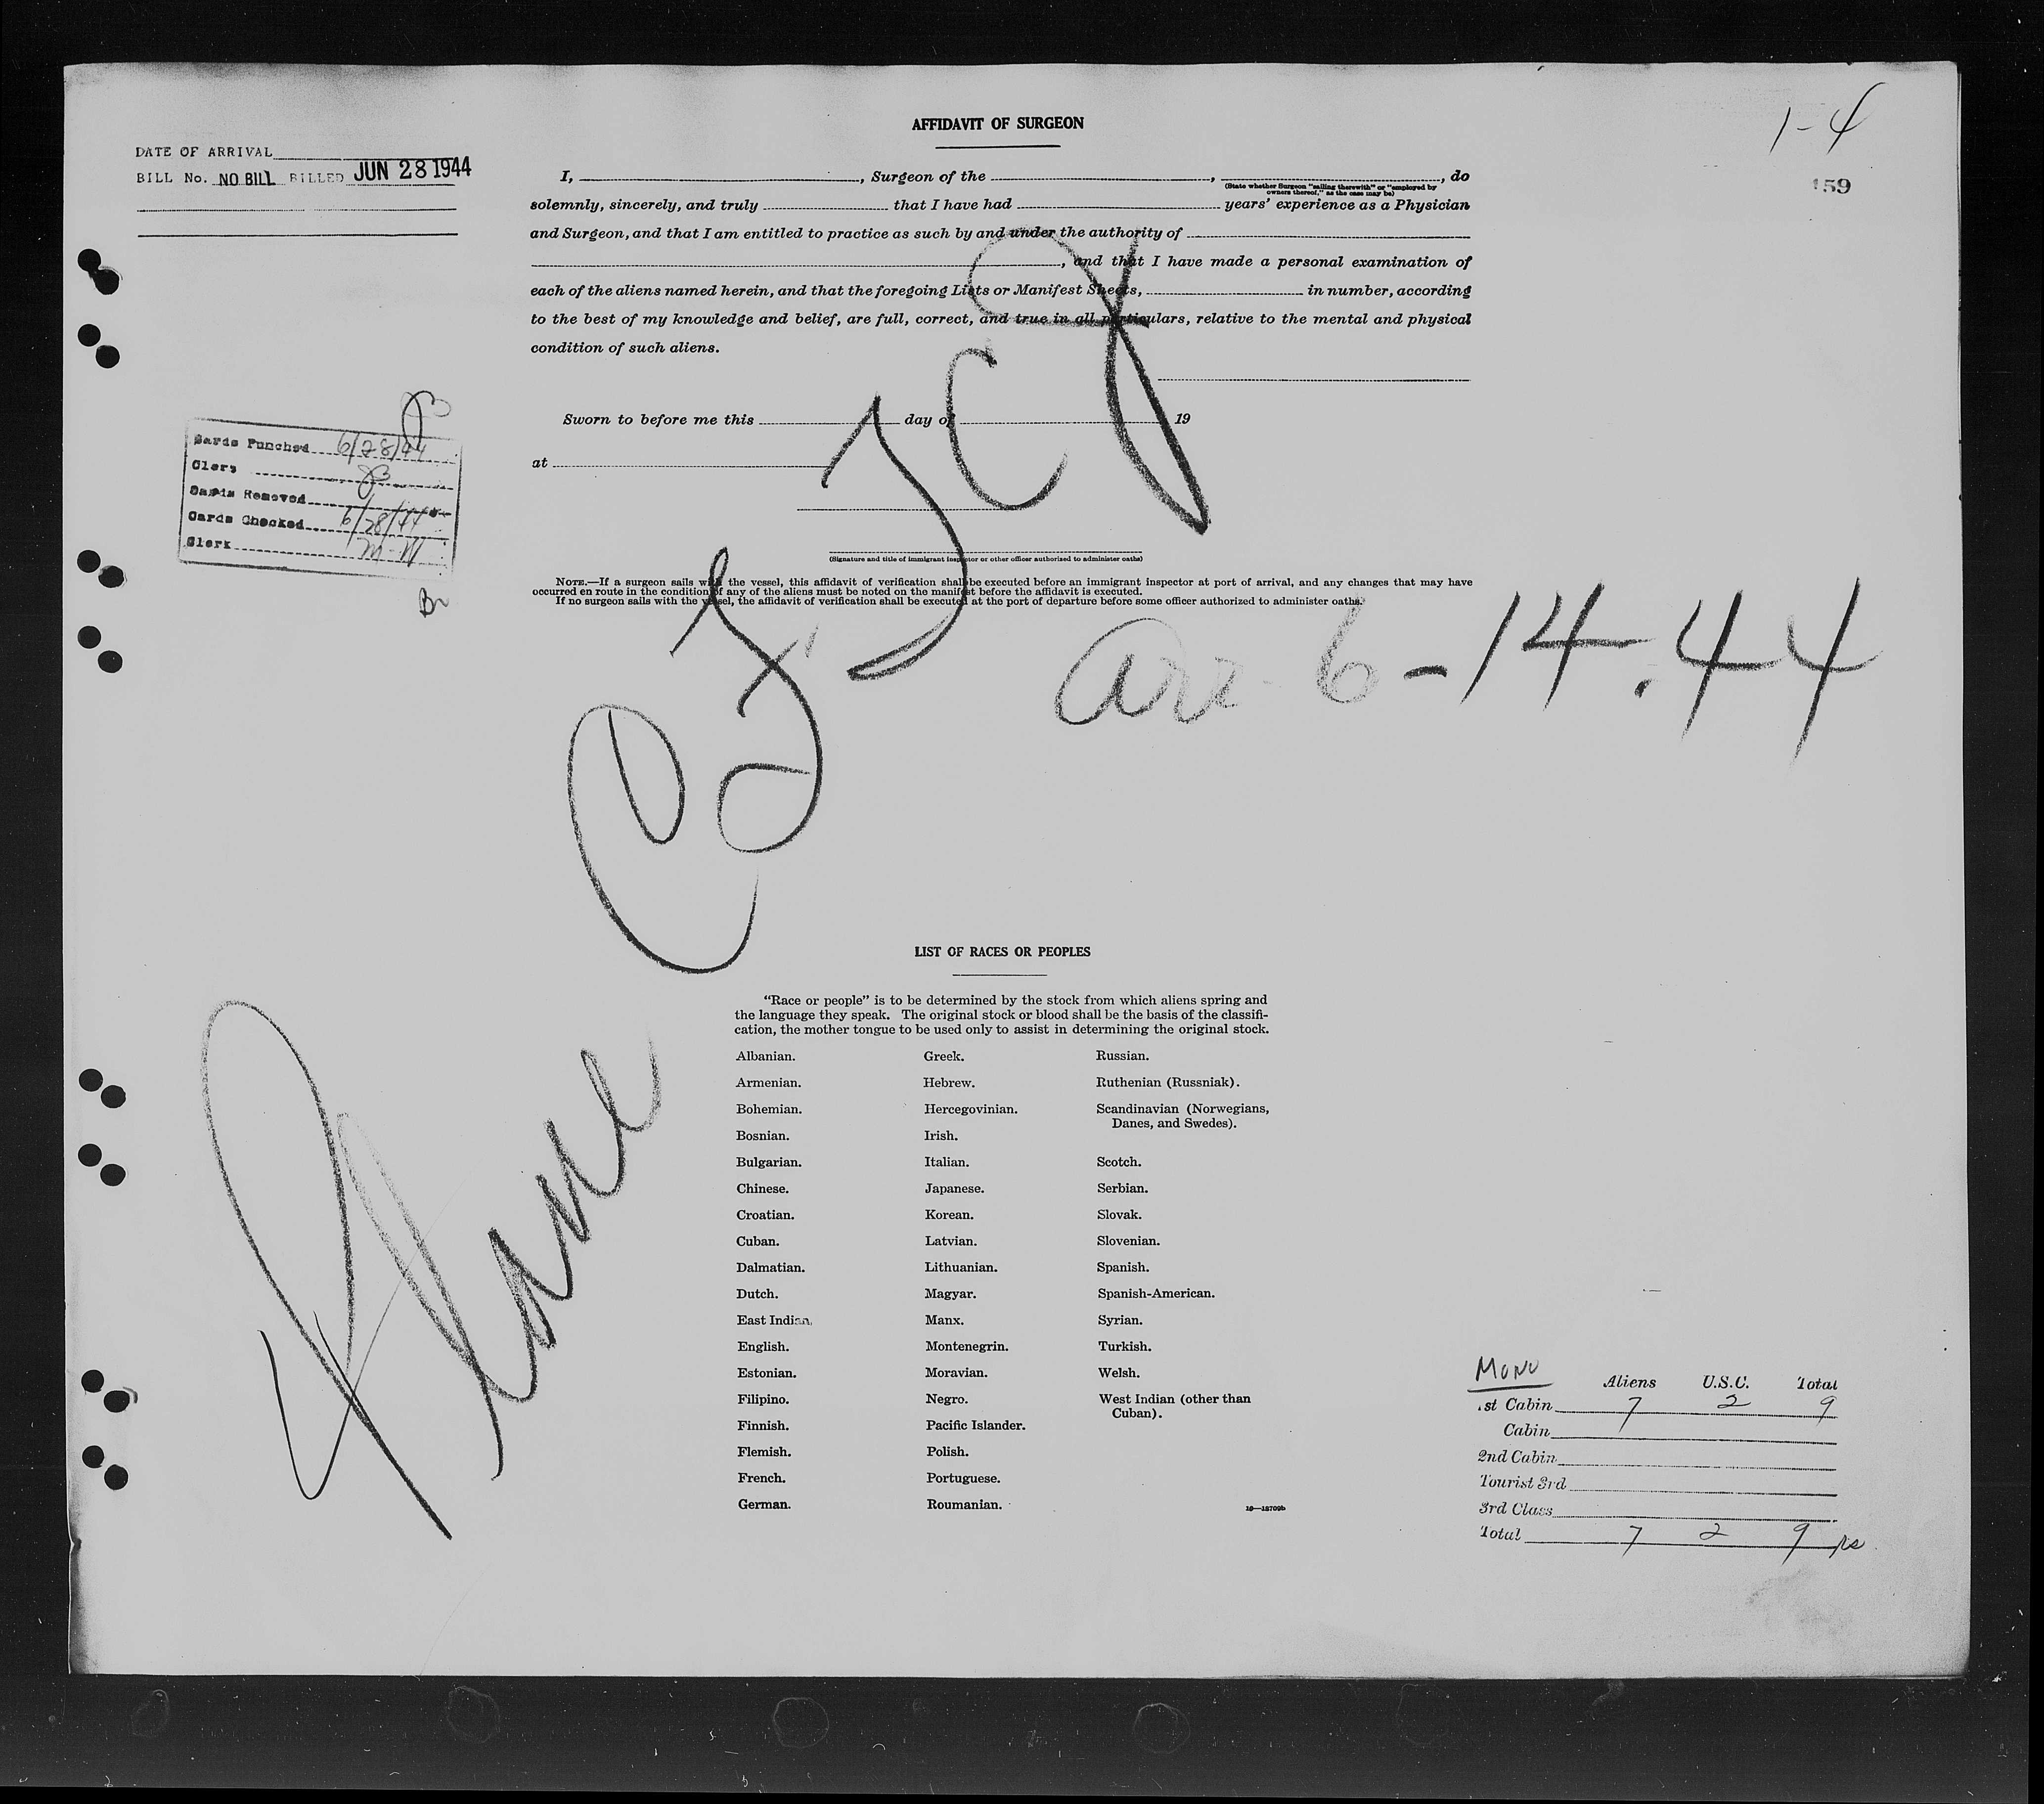 AFFIDAVIT OF SURGEON
1-4
159
DATE OF ARRIVAL
BILL No. NO BILL BILLED JUN 28 1944
I, , Surgeon of the , , do
(State whether Surgeon "sailing therewith" or "employed by owners thereof," as the case may be)
solemnly, sincerely, and truly that I have had years' experience as a Physician
and Surgeon, and that I am entitled to practice as such by and under the authority of
, and that I have made a personal examination of
each of the aliens named herein, and that the foregoing Lists or Manifest Sheets, in number, according
to the best of my knowledge and belief, are full, correct, and true in all particulars, relative to the mental and physical
condition of such aliens.
Sworn to before me this day of 19
at
Cards Punched 6/28/44
Clerk
Cards Removed
Cards Checked 6/28/44
Clerk
(Signature and title of immigrant inspector or other officer authorized to administer oaths)
NOTE.—If a surgeon sails with the vessel, this affidavit of verification shall be executed before an immigrant inspector at port of arrival, and any changes that may have
occurred en route in the condition of any of the aliens must be noted on the manifest before the affidavit is executed.
If no surgeon sails with the vessel, the affidavit of verification shall be executed at the port of departure before some officer authorized to administer oaths.
arr 6-14-44
Plane
LIST OF RACES OR PEOPLES
"Race or people" is to be determined by the stock from which aliens spring and
the language they speak. The original stock or blood shall be the basis of the classifi-
cation, the mother tongue to be used only to assist in determining the original stock.
Albanian.
Armenian.
Bohemian.
Bosnian.
Bulgarian.
Chinese.
Croatian.
Cuban.
Dalmatian.
Dutch.
East Indian.
English.
Estonian.
Filipino.
Finnish.
Flemish.
French.
German.
Greek.
Hebrew.
Hercegovinian.
Irish.
Italian.
Japanese.
Korean.
Latvian.
Lithuanian.
Magyar.
Manx.
Montenegrin.
Moravian.
Negro.
Pacific Islander.
Polish.
Portuguese.
Roumanian.
Russian.
Ruthenian (Russniak).
Scandinavian (Norwegians,
Danes, and Swedes).
Scotch.
Serbian.
Slovak.
Slovenian.
Spanish.
Spanish-American.
Syrian.
Turkish.
Welsh.
West Indian (other than
Cuban).
16—18709b
MONO
Aliens U.S.C. Total
1st Cabin 7 2 9
Cabin
2nd Cabin
Tourist 3rd
3rd Class
Total 7 2 9